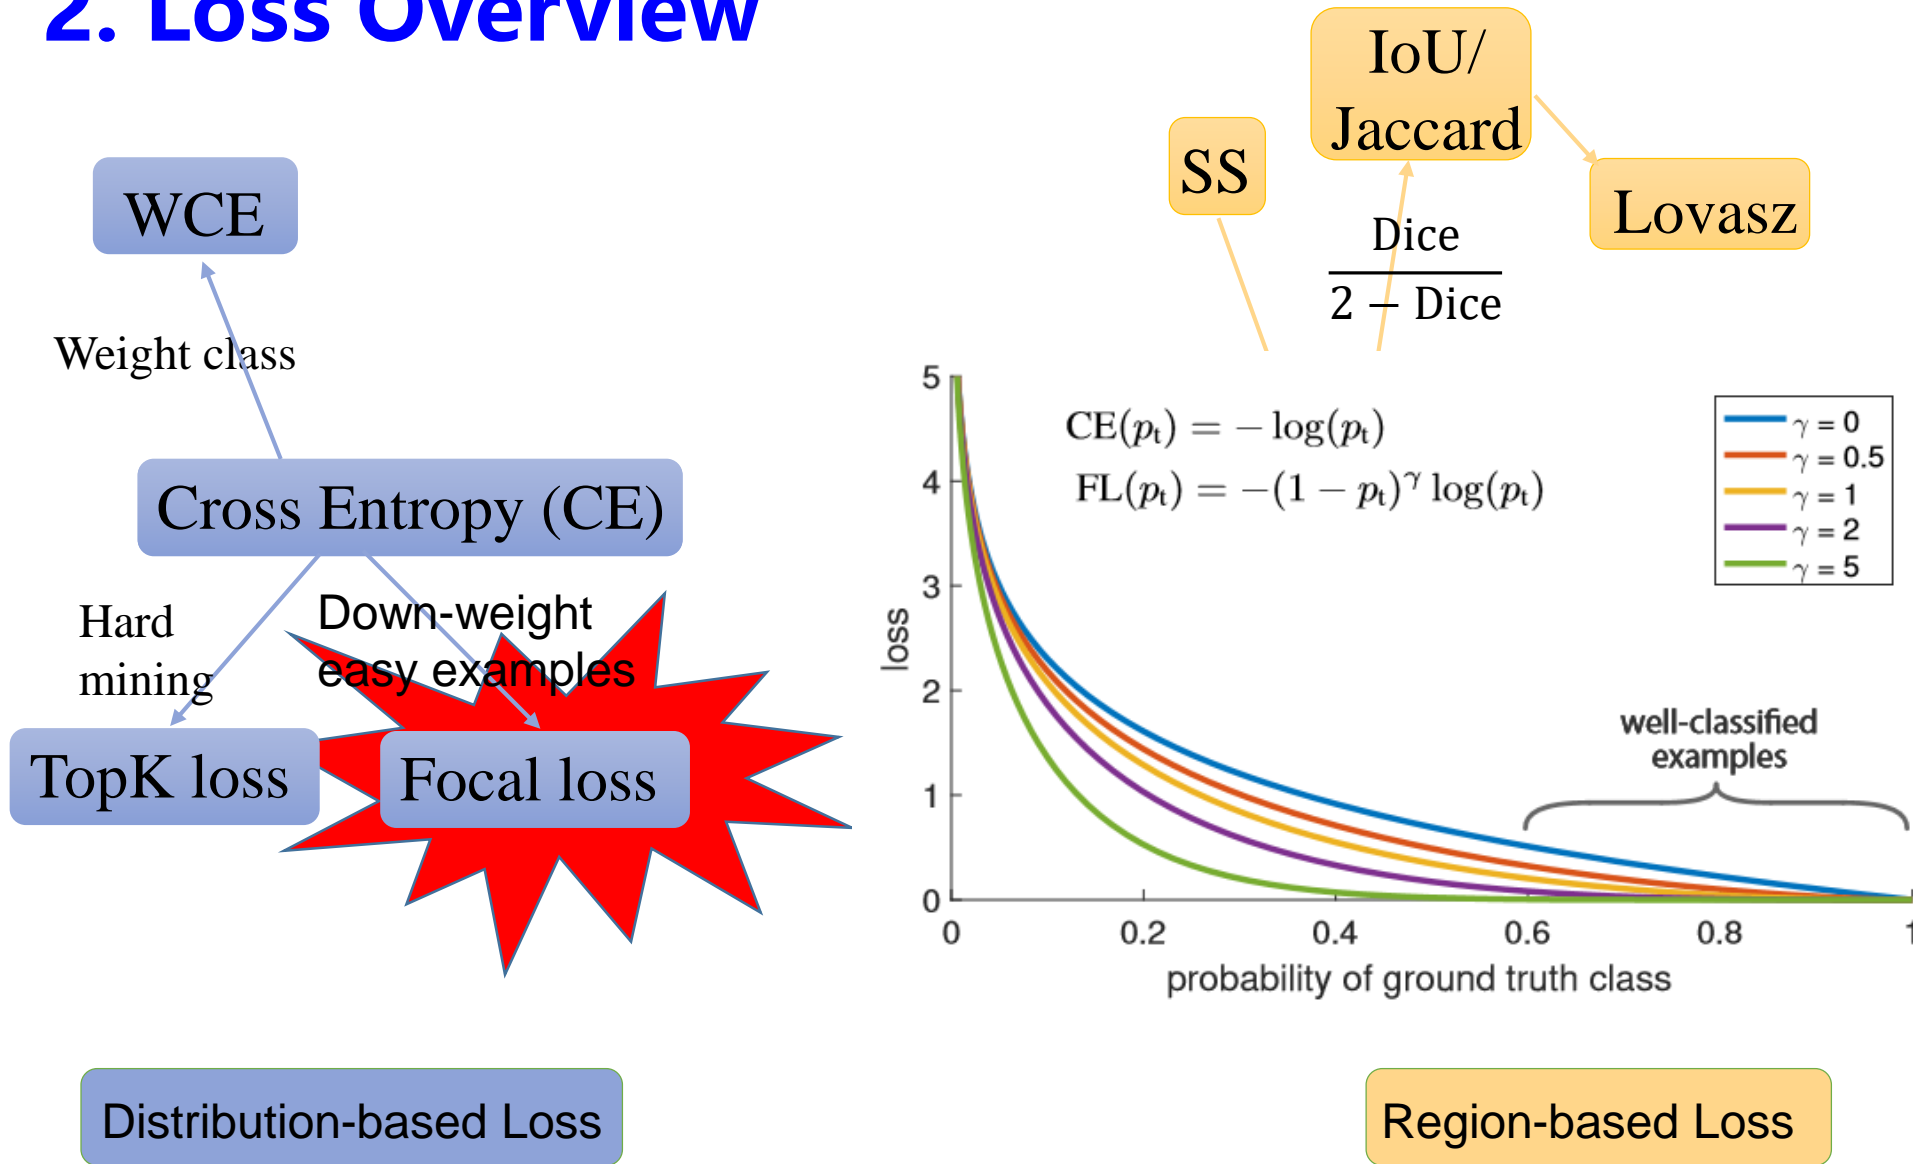 2. Loss Overview
WCE
Weight class
Cross Entropy (CE)
Hard
mining
Down-weight
easy examples
TopK loss
Focal loss
Distribution-based Loss
SS
IoU/
Jaccard
Lovasz
Dice
2 − Dice
CE(pt) = − log(pt)
FL(pt) = −(1 − pt)^γ log(pt)
γ = 0
γ = 0.5
γ = 1
γ = 2
γ = 5
well-classified
examples
loss
5
4
3
2
1
0
0 0.2 0.4 0.6 0.8 1
probability of ground truth class
Region-based Loss